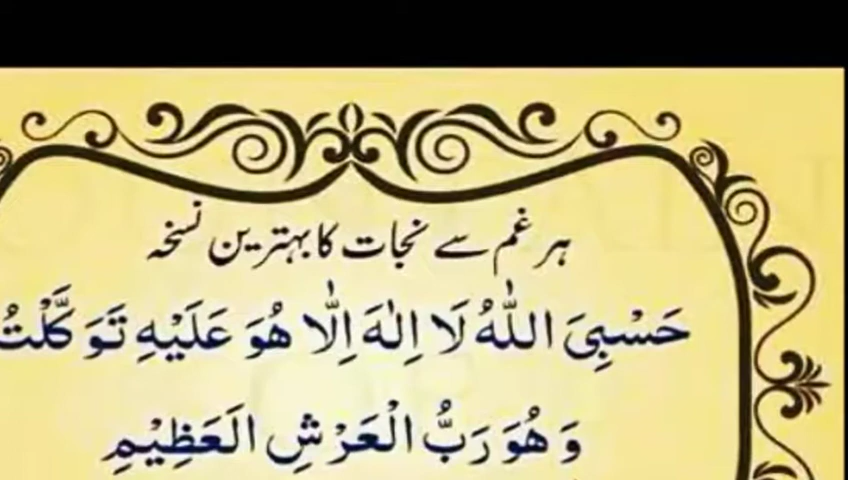 ہر غم سے نجات کا بہترین نسخہ
حَسْبِیَ اللّٰهُ لَا اِلٰهَ اِلَّا هُوَ عَلَیْهِ تَوَكَّلْتُ
وَ هُوَ رَبُّ الْعَرْشِ الْعَظِیْمِ